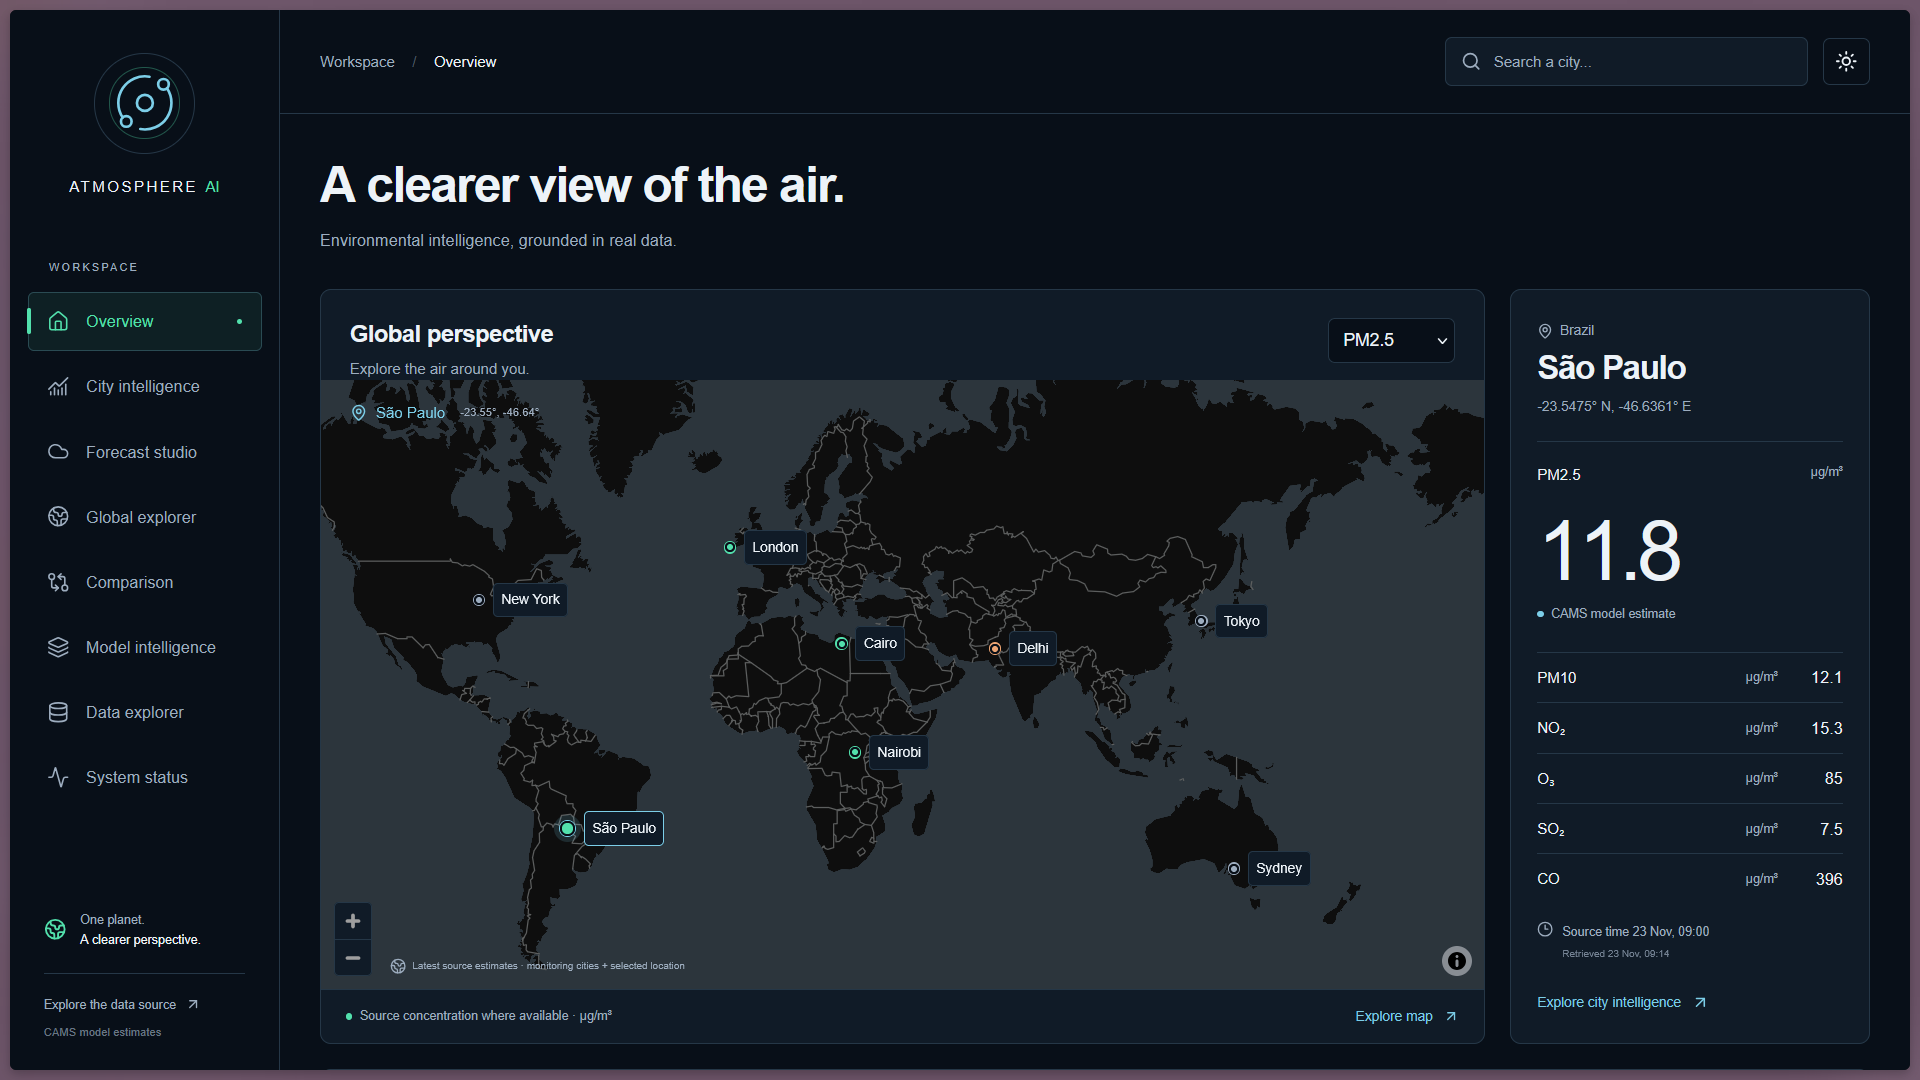 ATMOSPHERE AI
WORKSPACE
Overview
City intelligence
Forecast studio
Global explorer
Comparison
Model intelligence
Data explorer
System status
One planet.
A clearer perspective.
Explore the data source
CAMS model estimates
Workspace / Overview
Search a city...
A clearer view of the air.
Environmental intelligence, grounded in real data.
Global perspective
Explore the air around you.
PM2.5
São Paulo -23.55°, -46.64°
London
New York
Tokyo
Cairo
Delhi
Nairobi
São Paulo
Sydney
+
−
Latest source estimates · monitoring cities + selected location
Source concentration where available · µg/m³
Explore map
Brazil
São Paulo
-23.5475° N, -46.6361° E
PM2.5 µg/m³
11.8
CAMS model estimate
PM10 µg/m³ 12.1
NO₂ µg/m³ 15.3
O₃ µg/m³ 85
SO₂ µg/m³ 7.5
CO µg/m³ 396
Source time 23 Nov, 09:00
Retrieved 23 Nov, 09:14
Explore city intelligence